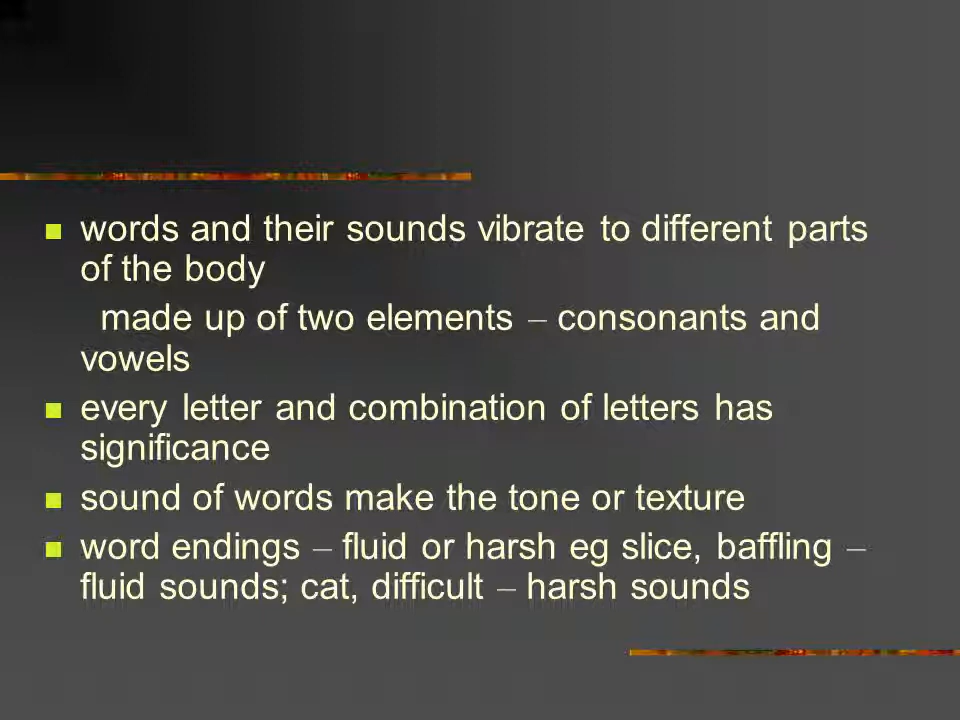 words and their sounds vibrate to different parts
of the body
made up of two elements – consonants and
vowels
every letter and combination of letters has
significance
sound of words make the tone or texture
word endings – fluid or harsh eg slice, baffling –
fluid sounds; cat, difficult – harsh sounds